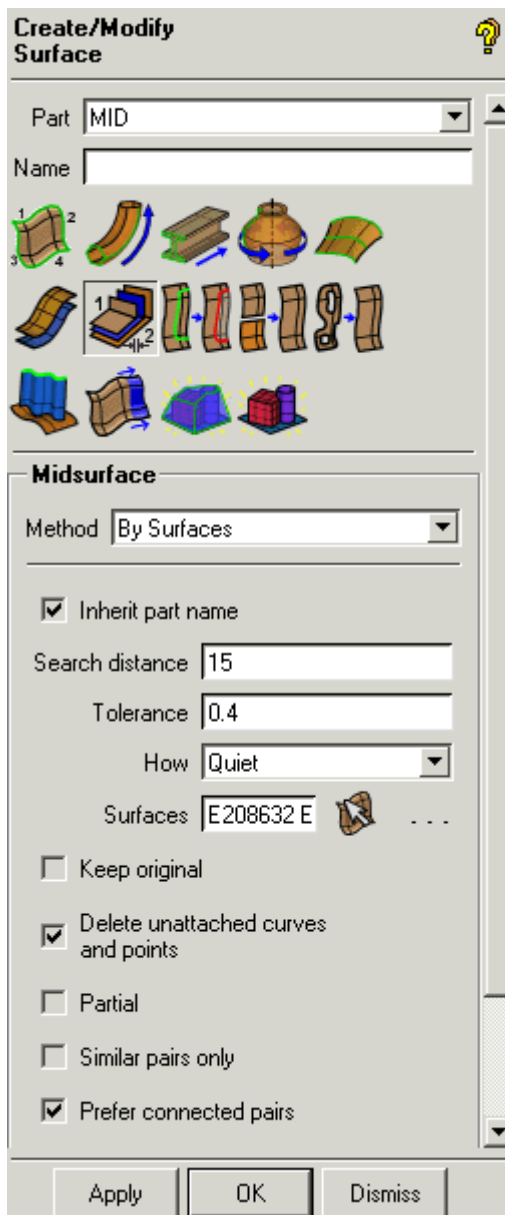 Create/Modify
Surface
Part MID
Name
1 2
3 4
1
2
Midsurface
Method By Surfaces
Inherit part name
Search distance 15
Tolerance 0.4
How Quiet
Surfaces E208632 E ...
Keep original
Delete unattached curves
and points
Partial
Similar pairs only
Prefer connected pairs
Apply OK Dismiss